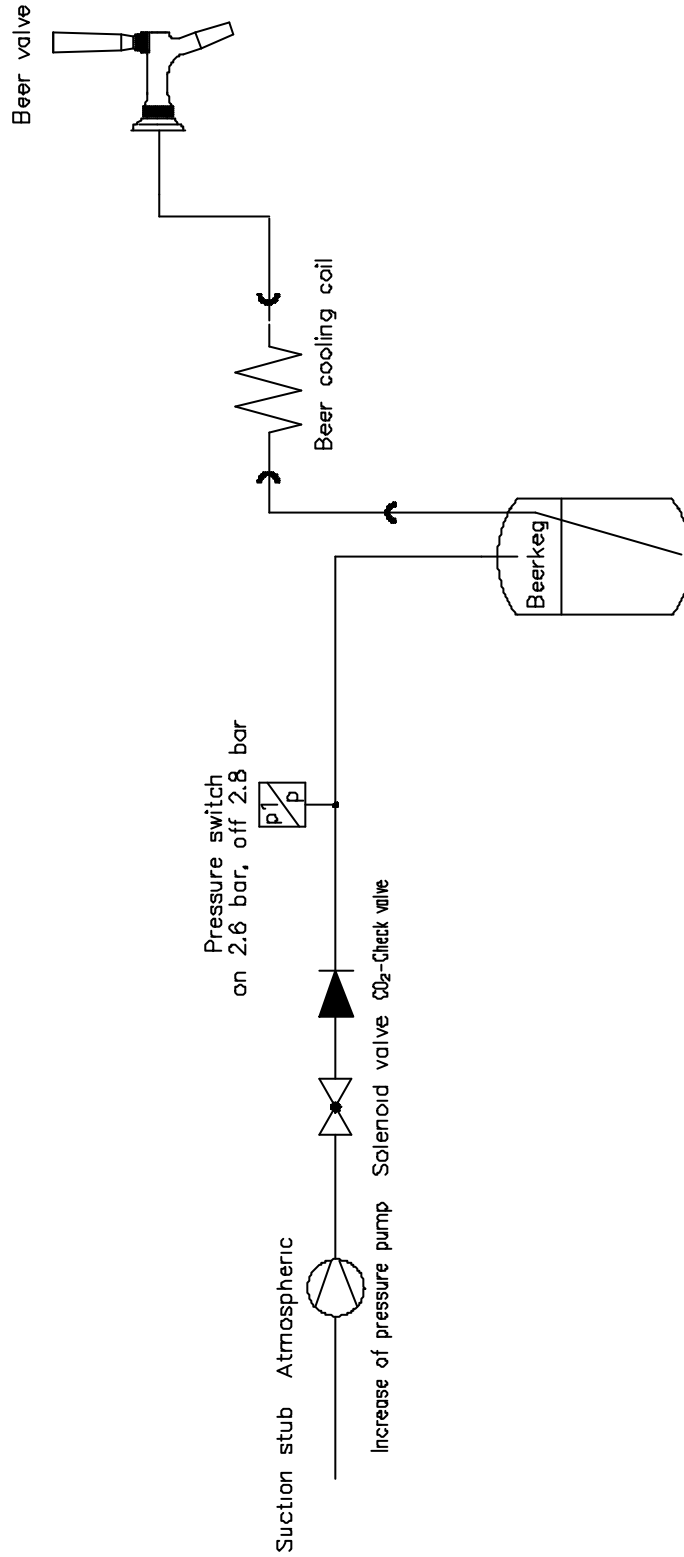 Suction stub Atmospheric
Increase of pressure pump
Solenoid valve
CO₂-Check valve
Pressure switch
on 2.6 bar, off 2.8 bar
p1
p
Beerkeg
Beer cooling coil
Beer valve